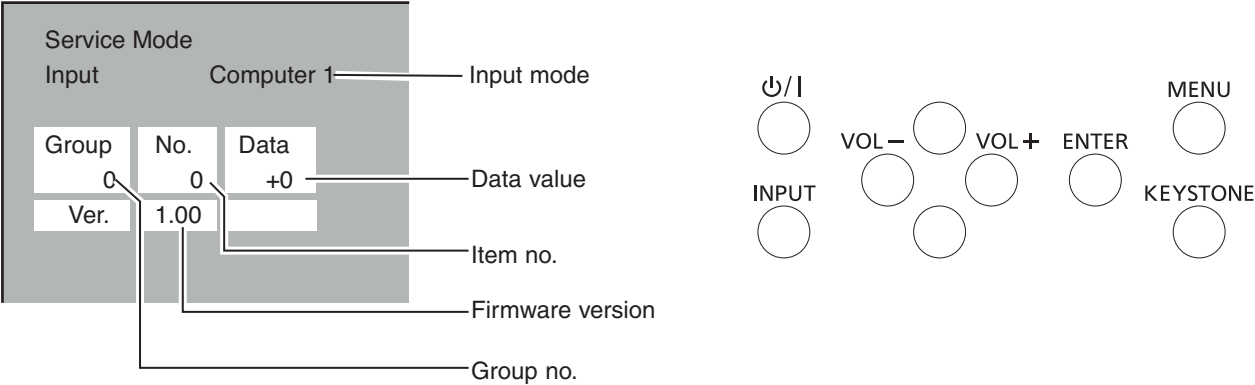 Service Mode
Input Computer 1
Input mode
Group No. Data
0 0 +0
Data value
Ver. 1.00
Item no.
Firmware version
Group no.
⏻/I
MENU
VOL− VOL+ ENTER
INPUT
KEYSTONE